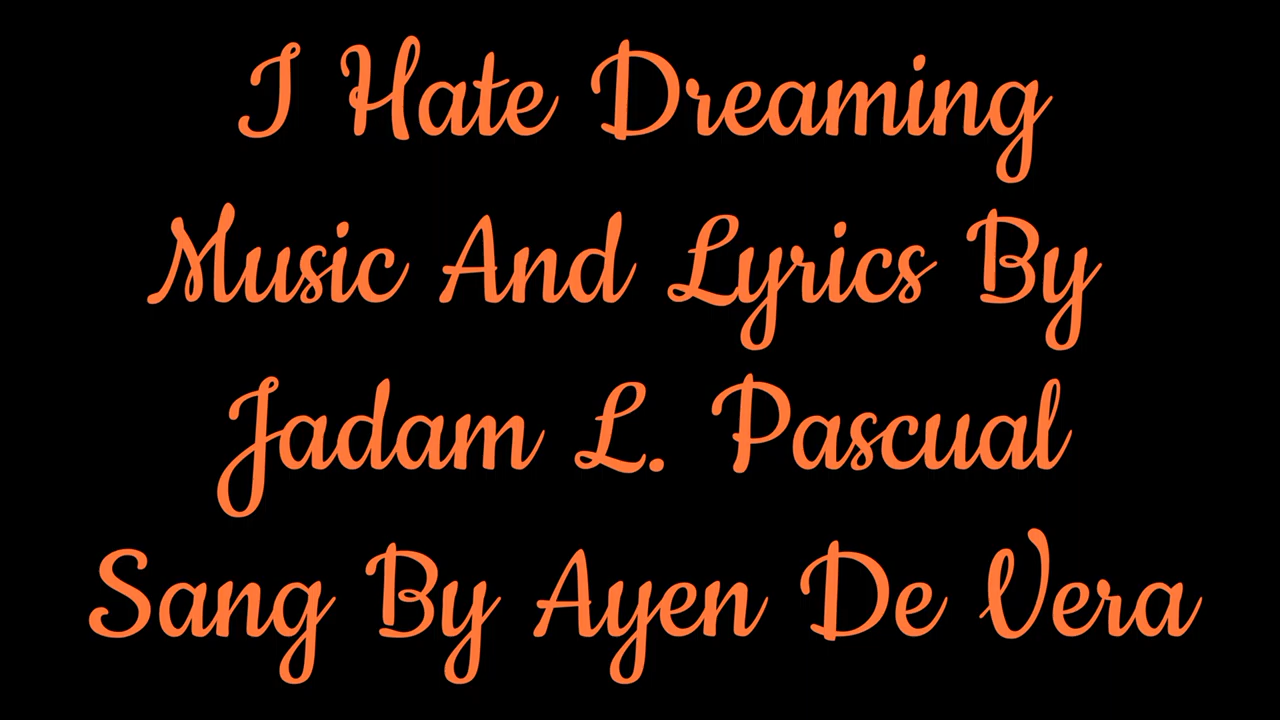 I Hate Dreaming
Music And Lyrics By
Jadam L. Pascual
Sang By Ayen De Vera